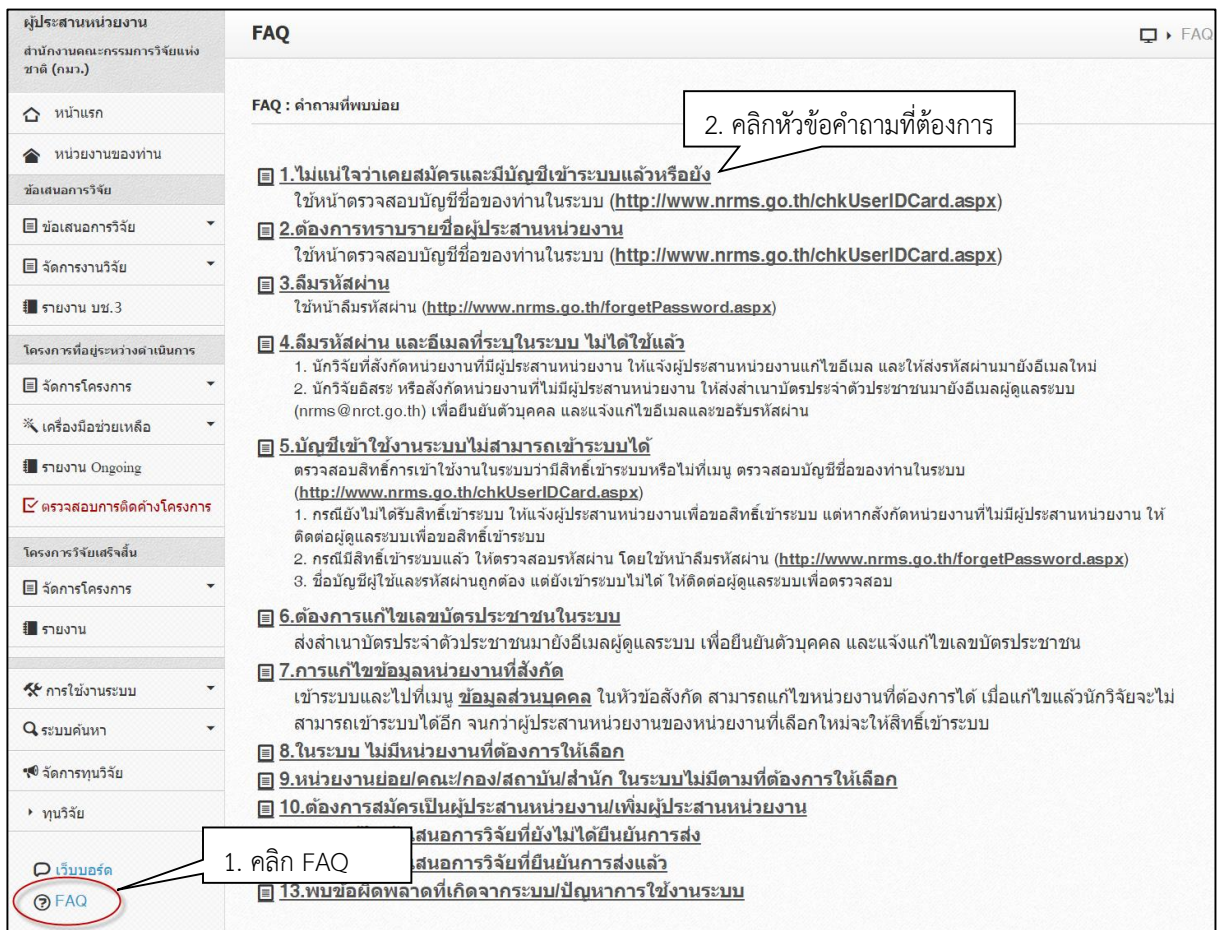 ผู้ประสานหน่วยงาน
สำนักงานคณะกรรมการวิจัยแห่ง
ชาติ (กมว.)
หน้าแรก
หน่วยงานของท่าน
ข้อเสนอการวิจัย
ข้อเสนอการวิจัย
จัดการงานวิจัย
รายงาน บช.3
โครงการที่อยู่ระหว่างดำเนินการ
จัดการโครงการ
เครื่องมือช่วยเหลือ
รายงาน Ongoing
ตรวจสอบการติดค้างโครงการ
โครงการวิจัยเสร็จสิ้น
จัดการโครงการ
รายงาน
การใช้งานระบบ
ระบบค้นหา
จัดการทุนวิจัย
ทุนวิจัย
เว็บบอร์ด
FAQ
1. คลิก FAQ
FAQ
FAQ
FAQ : คำถามที่พบบ่อย
2. คลิกหัวข้อคำถามที่ต้องการ
1.ไม่แน่ใจว่าเคยสมัครและมีบัญชีเข้าระบบแล้วหรือยัง
ใช้หน้าตรวจสอบบัญชีชื่อของท่านในระบบ (http://www.nrms.go.th/chkUserIDCard.aspx)
2.ต้องการทราบรายชื่อผู้ประสานหน่วยงาน
ใช้หน้าตรวจสอบบัญชีชื่อของท่านในระบบ (http://www.nrms.go.th/chkUserIDCard.aspx)
3.ลืมรหัสผ่าน
ใช้หน้าลืมรหัสผ่าน (http://www.nrms.go.th/forgetPassword.aspx)
4.ลืมรหัสผ่าน และอีเมลที่ระบุในระบบ ไม่ได้ใช้แล้ว
1. นักวิจัยที่สังกัดหน่วยงานที่มีผู้ประสานหน่วยงาน ให้แจ้งผู้ประสานหน่วยงานแก้ไขอีเมล และให้ส่งรหัสผ่านมายังอีเมลใหม่
2. นักวิจัยอิสระ หรือสังกัดหน่วยงานที่ไม่มีผู้ประสานหน่วยงาน ให้ส่งสำเนาบัตรประจำตัวประชาชนมายังอีเมลผู้ดูแลระบบ
(nrms@nrct.go.th) เพื่อยืนยันตัวบุคคล และแจ้งแก้ไขอีเมลและขอรับรหัสผ่าน
5.บัญชีเข้าใช้งานระบบไม่สามารถเข้าระบบได้
ตรวจสอบสิทธิ์การเข้าใช้งานในระบบว่ามีสิทธิ์เข้าระบบหรือไม่ที่เมนู ตรวจสอบบัญชีชื่อของท่านในระบบ
(http://www.nrms.go.th/chkUserIDCard.aspx)
1. กรณียังไม่ได้รับสิทธิ์เข้าระบบ ให้แจ้งผู้ประสานหน่วยงานเพื่อขอสิทธิ์เข้าระบบ แต่หากสังกัดหน่วยงานที่ไม่มีผู้ประสานหน่วยงาน ให้
ติดต่อผู้ดูแลระบบเพื่อขอสิทธิ์เข้าระบบ
2. กรณีมีสิทธิ์เข้าระบบแล้ว ให้ตรวจสอบรหัสผ่าน โดยใช้หน้าลืมรหัสผ่าน (http://www.nrms.go.th/forgetPassword.aspx)
3. ชื่อบัญชีผู้ใช้และรหัสผ่านถูกต้อง แต่ยังเข้าระบบไม่ได้ ให้ติดต่อผู้ดูแลระบบเพื่อตรวจสอบ
6.ต้องการแก้ไขเลขบัตรประชาชนในระบบ
ส่งสำเนาบัตรประจำตัวประชาชนมายังอีเมลผู้ดูแลระบบ เพื่อยืนยันตัวบุคคล และแจ้งแก้ไขเลขบัตรประชาชน
7.การแก้ไขข้อมูลหน่วยงานที่สังกัด
เข้าระบบและไปที่เมนู ข้อมูลส่วนบุคคล ในหัวข้อสังกัด สามารถแก้ไขหน่วยงานที่ต้องการได้ เมื่อแก้ไขแล้วนักวิจัยจะไม่
สามารถเข้าระบบได้อีก จนกว่าผู้ประสานหน่วยงานของหน่วยงานที่เลือกใหม่จะให้สิทธิ์เข้าระบบ
8.ในระบบ ไม่มีหน่วยงานที่ต้องการให้เลือก
9.หน่วยงานย่อย/คณะ/กอง/สถาบัน/สำนัก ในระบบไม่มีตามที่ต้องการให้เลือก
10.ต้องการสมัครเป็นผู้ประสานหน่วยงาน/เพิ่มผู้ประสานหน่วยงาน
เสนอการวิจัยที่ยังไม่ได้ยืนยันการส่ง
เสนอการวิจัยที่ยืนยันการส่งแล้ว
13.พบข้อผิดพลาดที่เกิดจากระบบ/ปัญหาการใช้งานระบบ